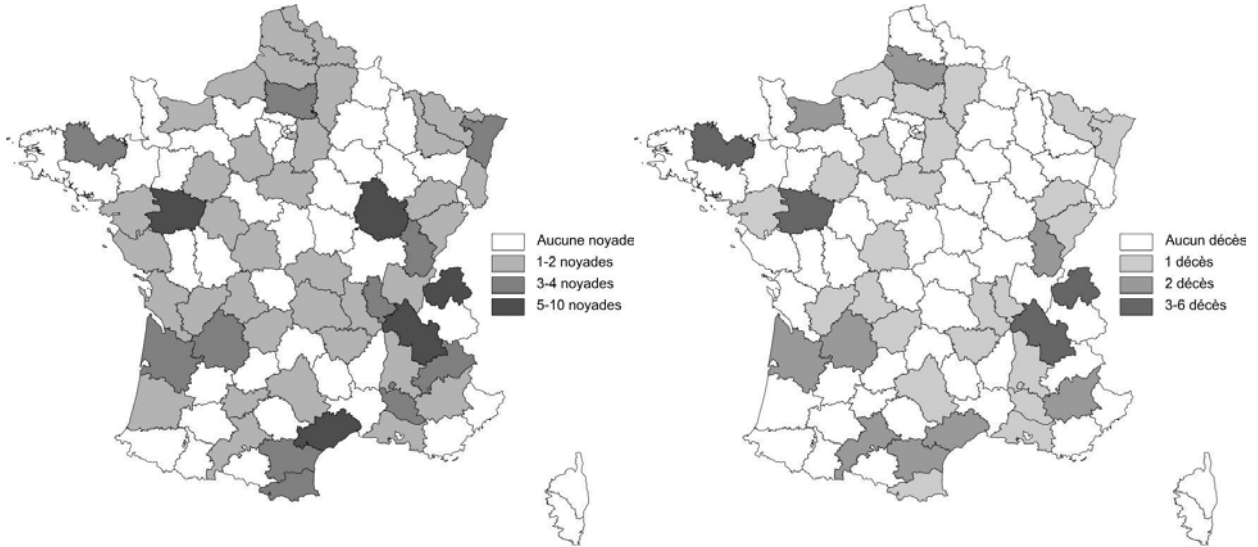 Aucune noyade
1-2 noyades
3-4 noyades
5-10 noyades
Aucun décès
1 décès
2 décès
3-6 décès